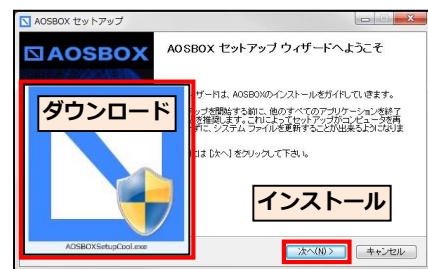 AOSBOX セットアップ
AOSBOX
AOSBOX セットアップ ウィザードへようこそ
ザードは、AOSBOXのインストールをガイドしていきます。
ップを開始する前に、他のすべてのアプリケーションを終了
を推奨します。これによってセットアップがコンピュータを再
ずに、システム ファイルを更新することが出来るようになりま
は [次へ] をクリックして下さい。
ダウンロード
インストール
AOSBOXSetupCool.exe
次へ(N) >
キャンセル